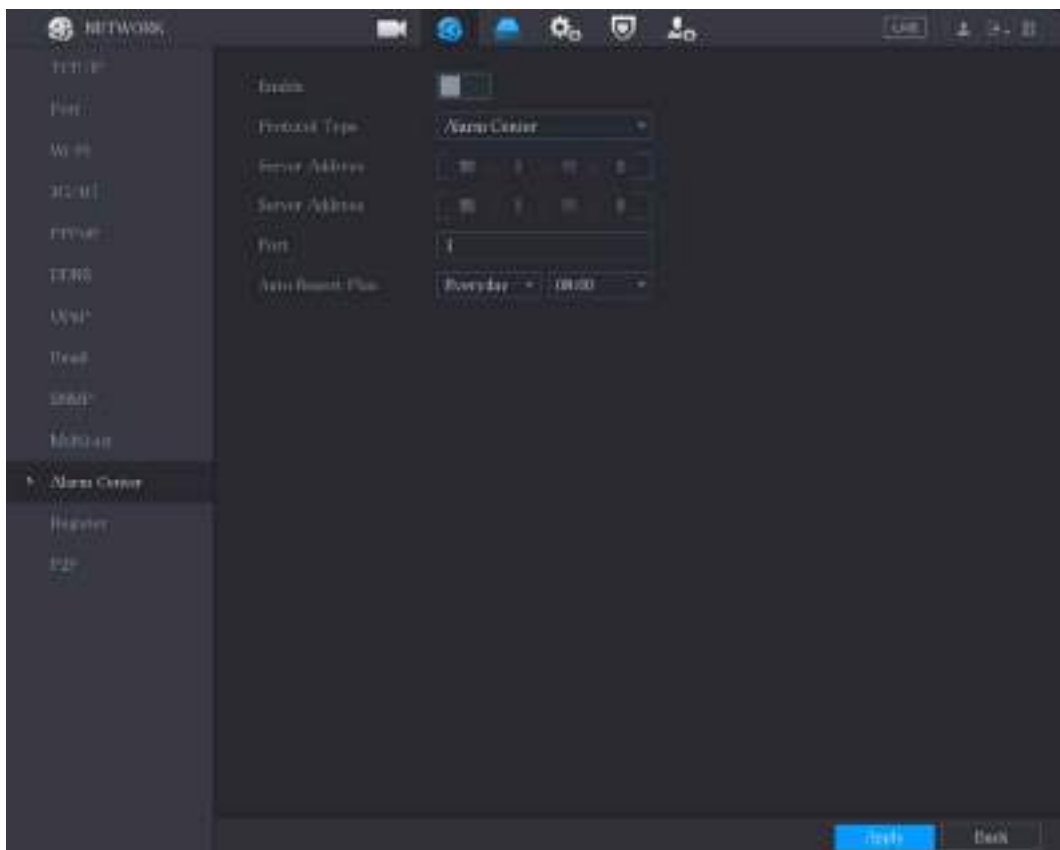 NETWORK
LIVE
TCP/IP
Port
Wi-Fi
3G/4G
PPPoE
DDNS
UPnP
Email
SNMP
Multicast
Alarm Center
Register
P2P
Enable
Protocol Type
Alarm Center
Server Address
Server Address
Port
1
Auto Report Plan
Everyday
08:00
Apply
Back